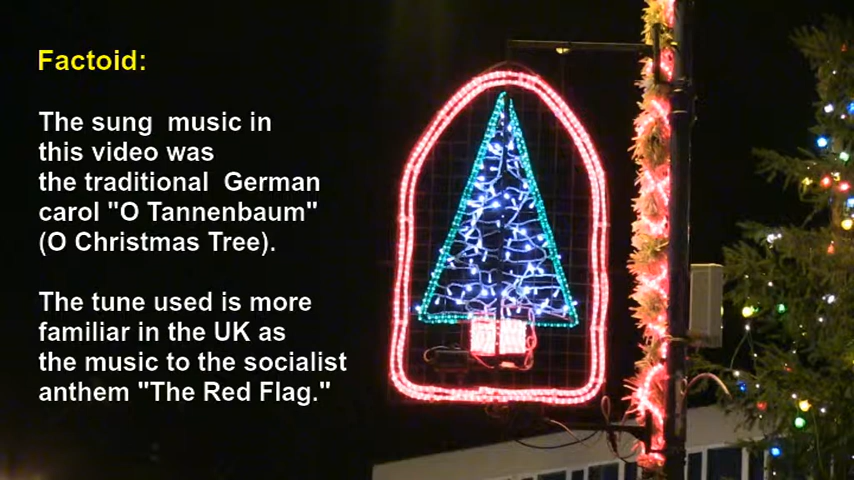 Factoid:
The sung  music in
this video was
the traditional  German
carol "O Tannenbaum"
(O Christmas Tree).
The tune used is more
familiar in the UK as
the music to the socialist
anthem "The Red Flag."